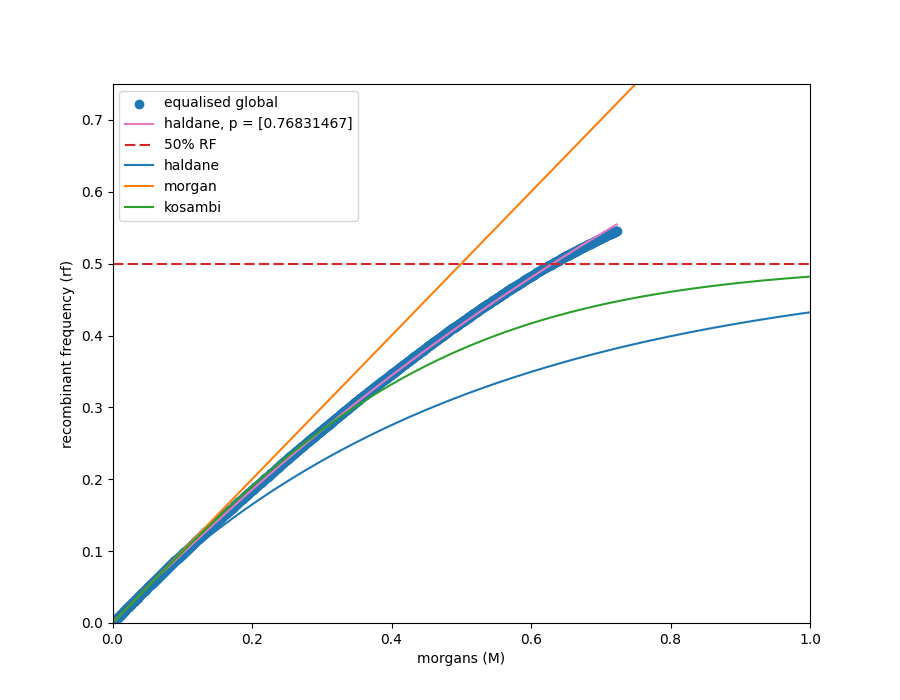 equalised global
haldane, p = [0.76831467]
50% RF
haldane
morgan
kosambi
recombinant frequency (rf)
0.7
0.6
0.5
0.4
0.3
0.2
0.1
0.0
0.0 0.2 0.4 0.6 0.8 1.0
morgans (M)